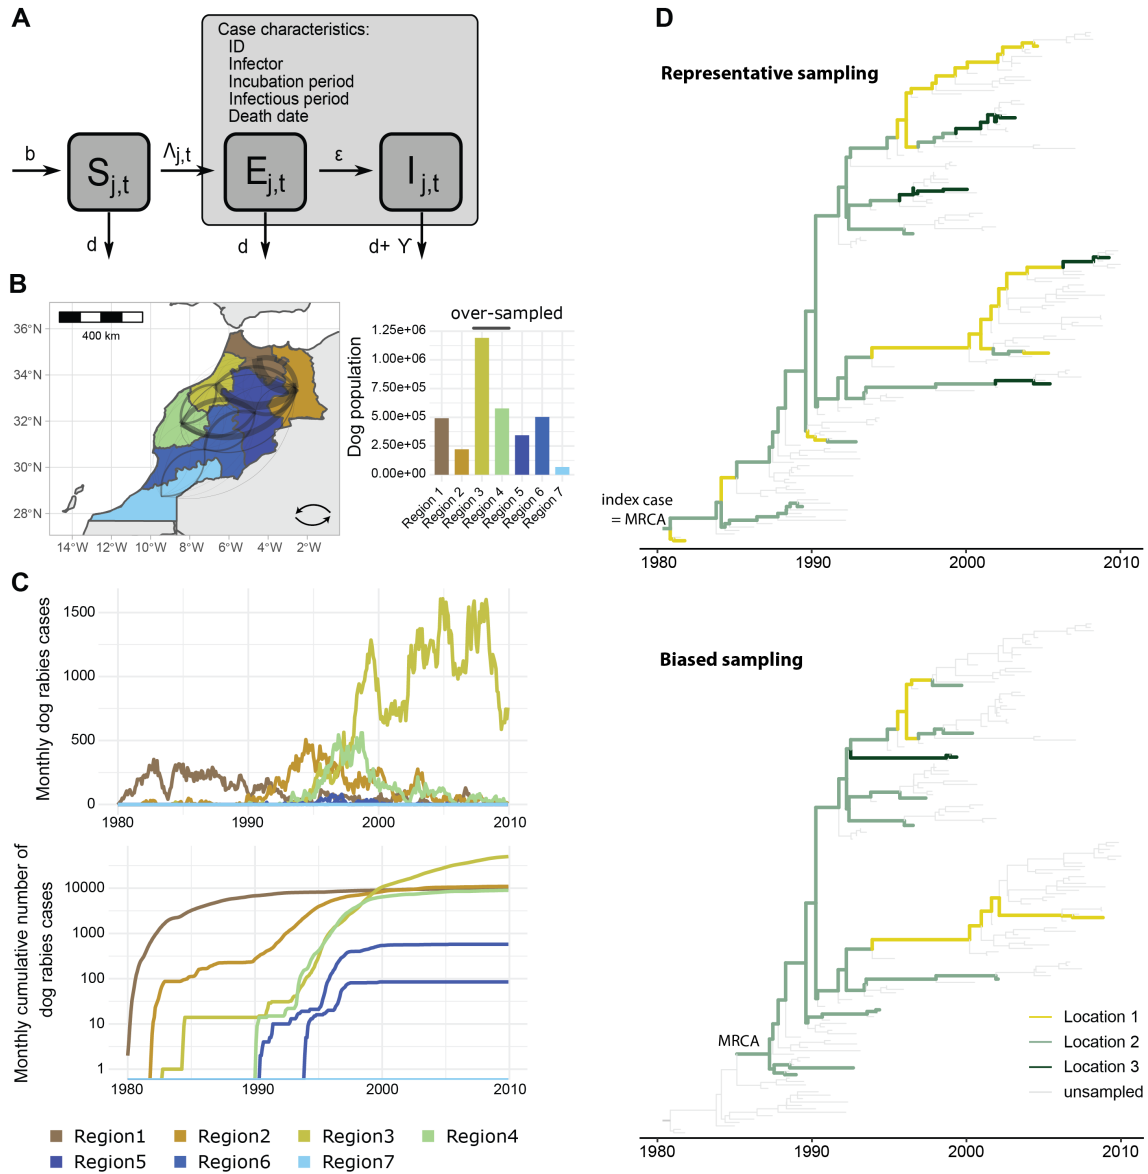 A
Case characteristics:
ID
Infector
Incubation period
Infectious period
Death date
b
S j,t
Λ j,t
E j,t
ε
I j,t
d
d
d+ ϒ
B
400 km
36°N
34°N
32°N
30°N
28°N
14°W 12°W 10°W 8°W 6°W 4°W 2°W
over-sampled
Dog population
1.25e+06
1.00e+06
7.50e+05
5.00e+05
2.50e+05
0.00e+00
Region 1
Region 2
Region 3
Region 4
Region 5
Region 6
Region 7
C
Monthly dog rabies cases
1500
1000
500
0
1980 1990 2000 2010
Monthly cumulative number of
dog rabies cases
10000
1000
100
10
1
1980 1990 2000 2010
Region1 Region2 Region3 Region4
Region5 Region6 Region7
D
Representative sampling
index case
= MRCA
1980 1990 2000 2010
Biased sampling
MRCA
Location 1
Location 2
Location 3
unsampled
1980 1990 2000 2010